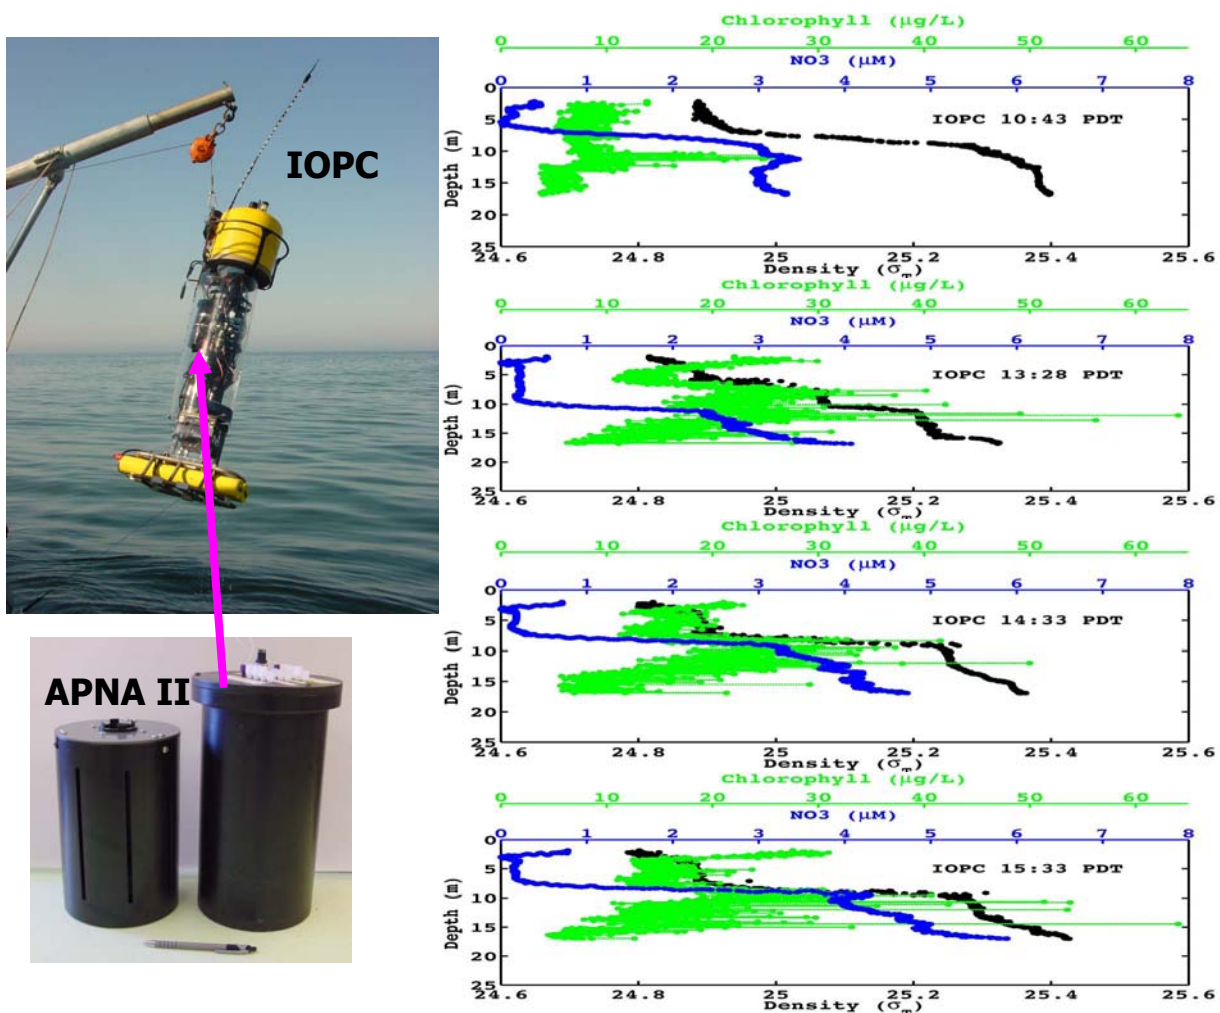 IOPC
APNA II
Chlorophyll (μg/L)
0 10 20 30 40 50 60
NO3 (μM)
0 1 2 3 4 5 6 7 8
IOPC 10:43 PDT
Depth (m)
0
5
10
15
20
25
24.6 24.8 25 25.2 25.4 25.6
Density (σT)
Chlorophyll (μg/L)
0 10 20 30 40 50 60
NO3 (μM)
0 1 2 3 4 5 6 7 8
IOPC 13:28 PDT
Depth (m)
0
5
10
15
20
25
24.6 24.8 25 25.2 25.4 25.6
Density (σT)
Chlorophyll (μg/L)
0 10 20 30 40 50 60
NO3 (μM)
0 1 2 3 4 5 6 7 8
IOPC 14:33 PDT
Depth (m)
0
5
10
15
20
25
24.6 24.8 25 25.2 25.4 25.6
Density (σT)
Chlorophyll (μg/L)
0 10 20 30 40 50 60
NO3 (μM)
0 1 2 3 4 5 6 7 8
IOPC 15:33 PDT
Depth (m)
0
5
10
15
20
25
24.6 24.8 25 25.2 25.4 25.6
Density (σT)